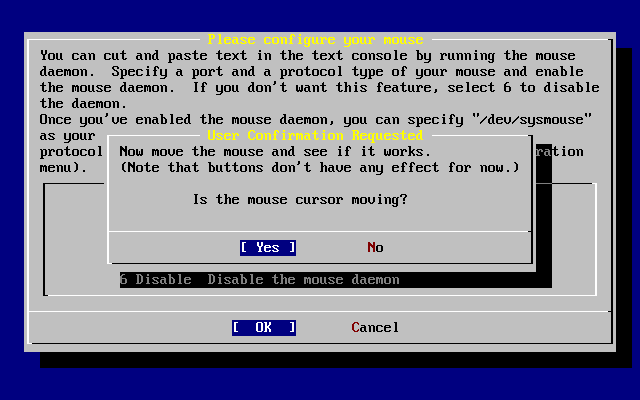 Please configure your mouse
You can cut and paste text in the text console by running the mouse
daemon.  Specify a port and a protocol type of your mouse and enable
the mouse daemon.  If you don't want this feature, select 6 to disable
the daemon.
Once you've enabled the mouse daemon, you can specify "/dev/sysmouse"
as your
protocol ration
menu).
User Confirmation Requested
Now move the mouse and see if it works.
(Note that buttons don't have any effect for now.)
Is the mouse cursor moving?
[ Yes ]    No
6 Disable  Disable the mouse daemon
[  OK  ]    Cancel